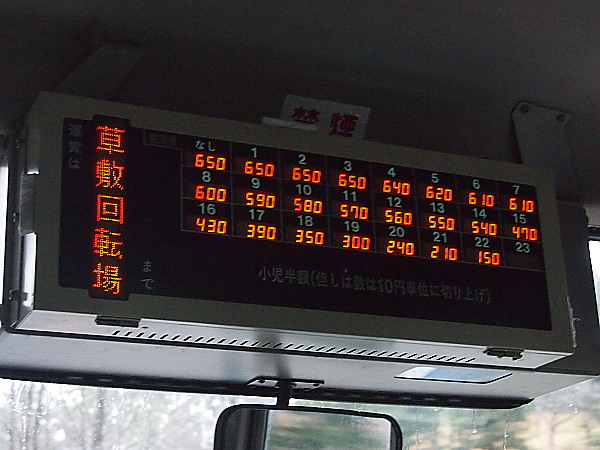 禁煙
運賃は
草敷回転場
まで
整理券
なし 1 2 3 4 5 6 7
650 650 650 650 640 620 610 610
8 9 10 11 12 13 14 15
600 590 580 570 560 550 540 470
16 17 18 19 20 21 22 23
430 390 350 300 240 210 150
小児半額(但しは数は10円単位に切り上げ)